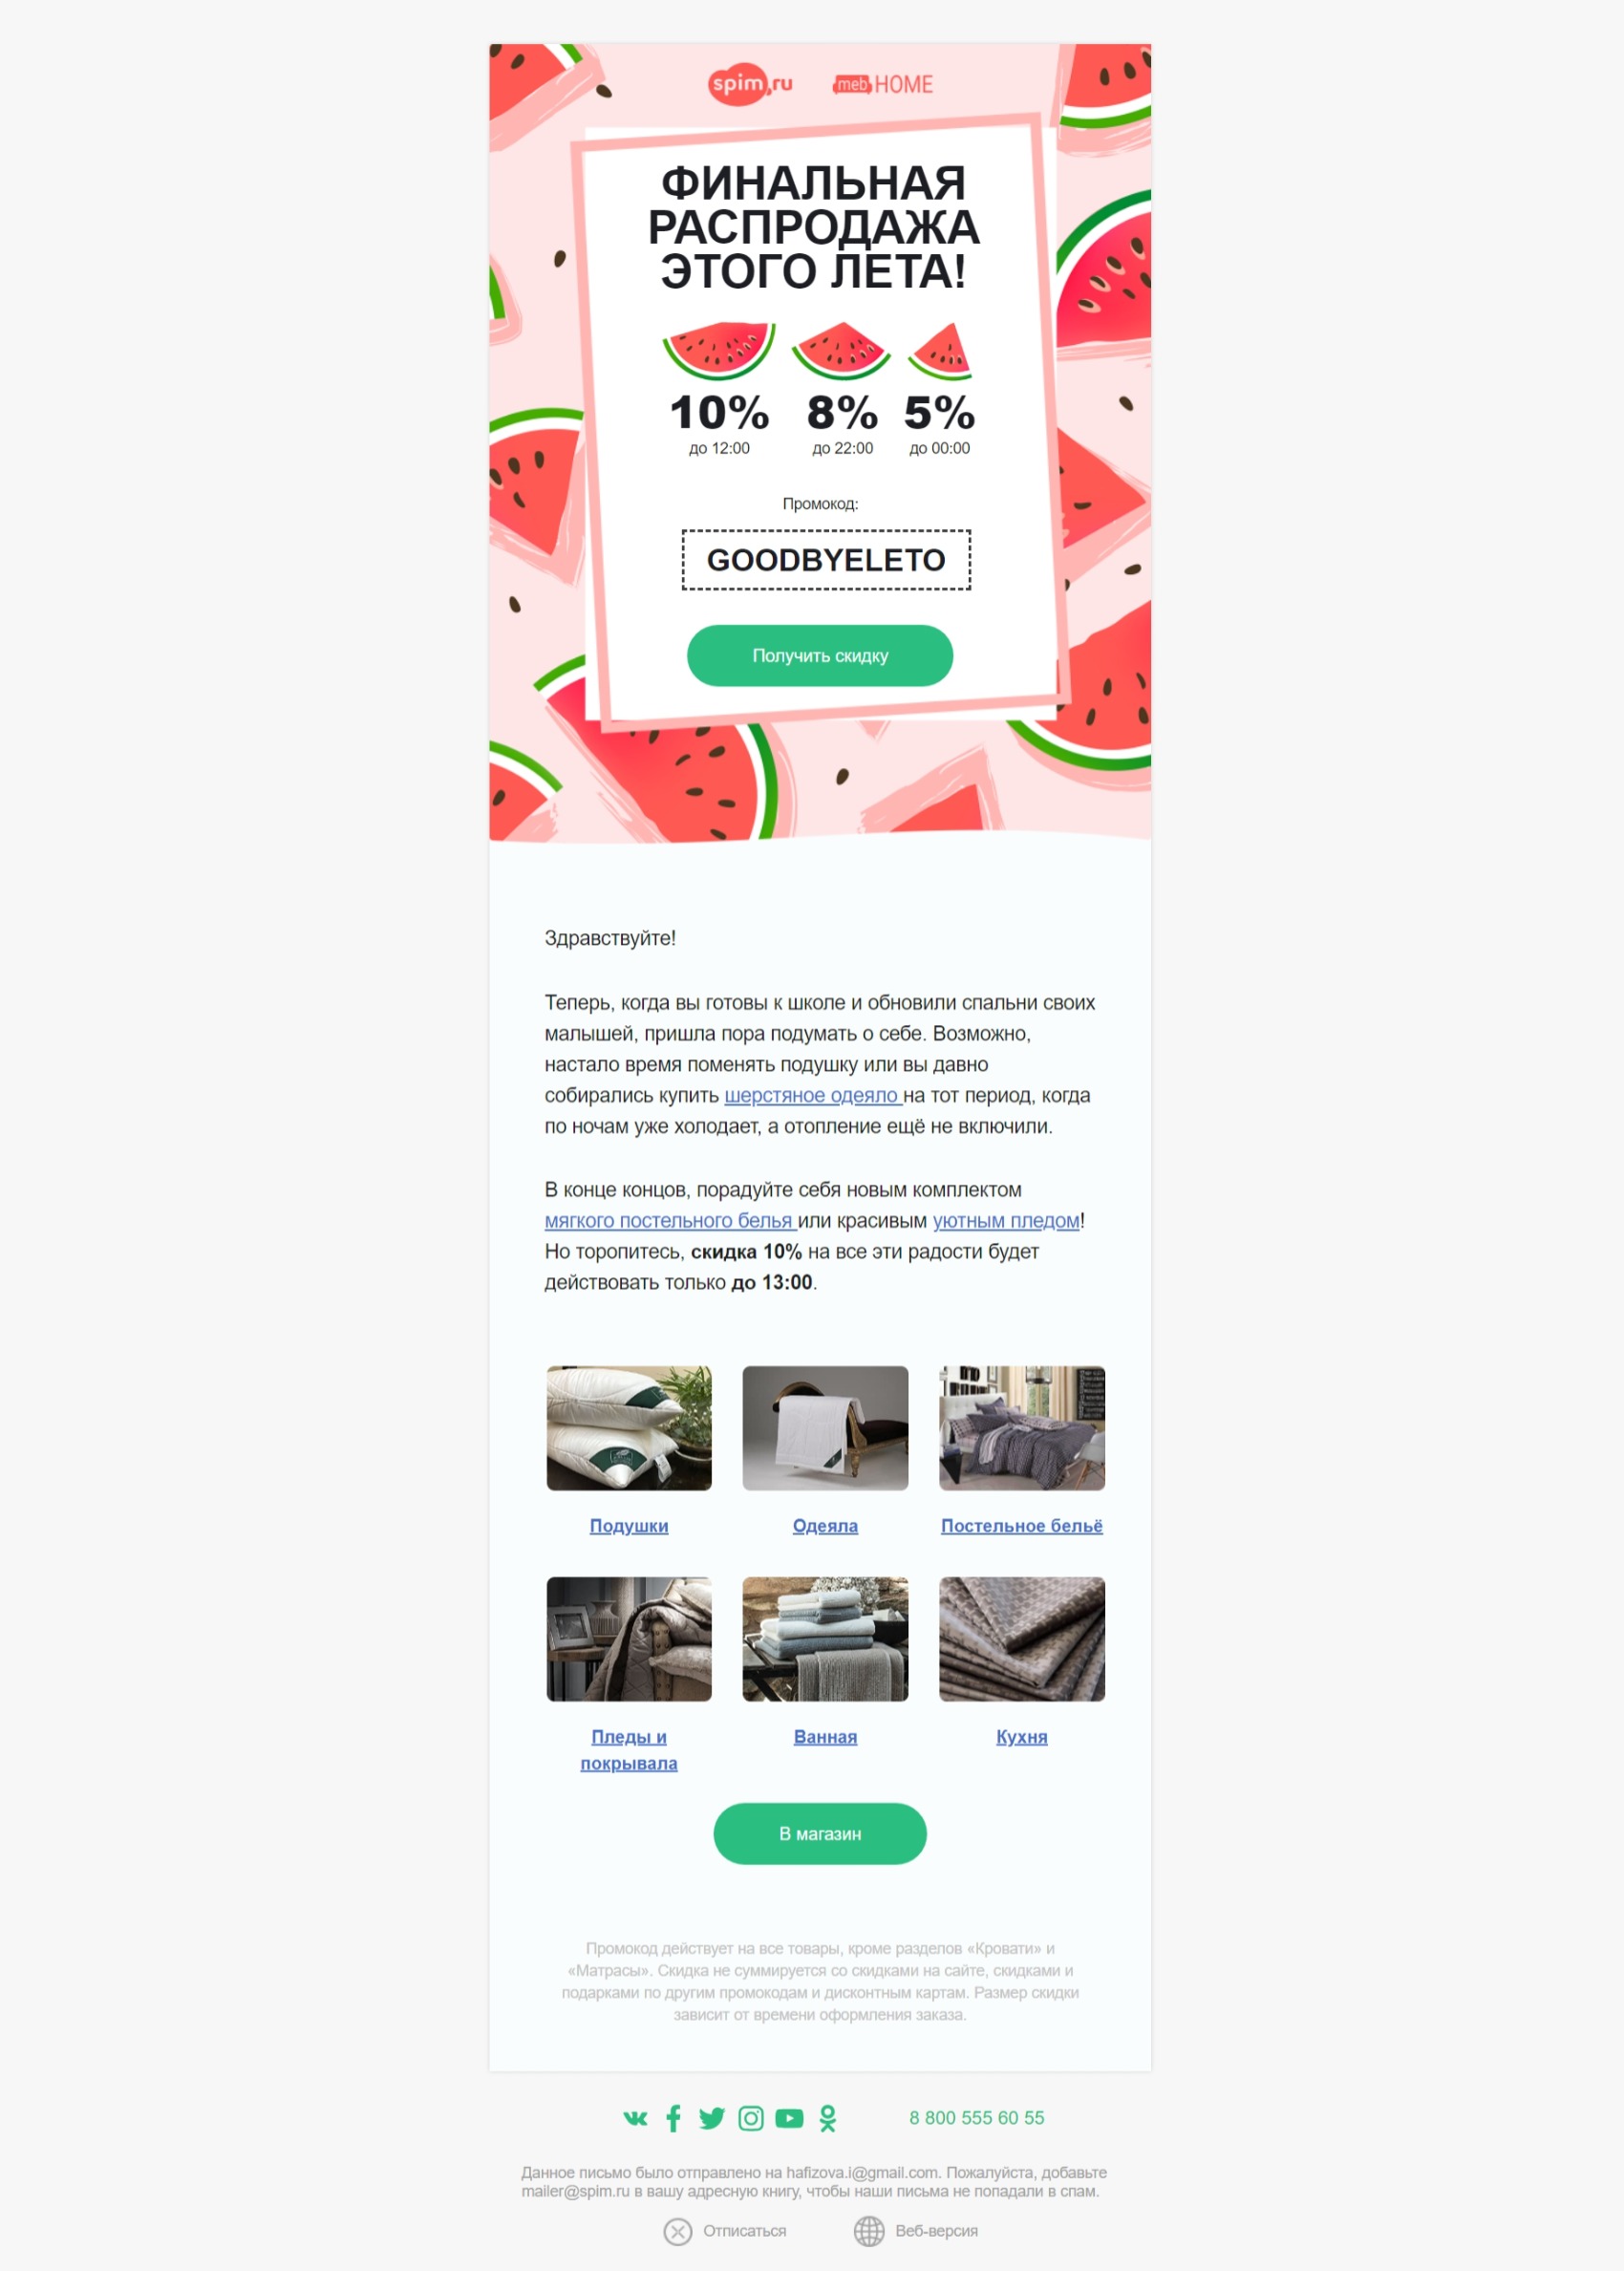 spim.ru meb HOME
ФИНАЛЬНАЯ
РАСПРОДАЖА
ЭТОГО ЛЕТА!
10% 8% 5%
до 12:00 до 22:00 до 00:00
Промокод:
GOODBYELETO
Получить скидку
Здравствуйте!
Теперь, когда вы готовы к школе и обновили спальни своих
малышей, пришла пора подумать о себе. Возможно,
настало время поменять подушку или вы давно
собирались купить шерстяное одеяло на тот период, когда
по ночам уже холодает, а отопление ещё не включили.
В конце концов, порадуйте себя новым комплектом
мягкого постельного белья или красивым уютным пледом!
Но торопитесь, скидка 10% на все эти радости будет
действовать только до 13:00.
Подушки Одеяла Постельное бельё
Пледы и Ванная Кухня
покрывала
В магазин
Промокод действует на все товары, кроме разделов «Кровати» и
«Матрасы». Скидка не суммируется со скидками на сайте, скидками и
подарками по другим промокодам и дисконтным картам. Размер скидки
зависит от времени оформления заказа.
8 800 555 60 55
Данное письмо было отправлено на hafizova.i@gmail.com. Пожалуйста, добавьте
mailer@spim.ru в вашу адресную книгу, чтобы наши письма не попадали в спам.
Отписаться Веб-версия